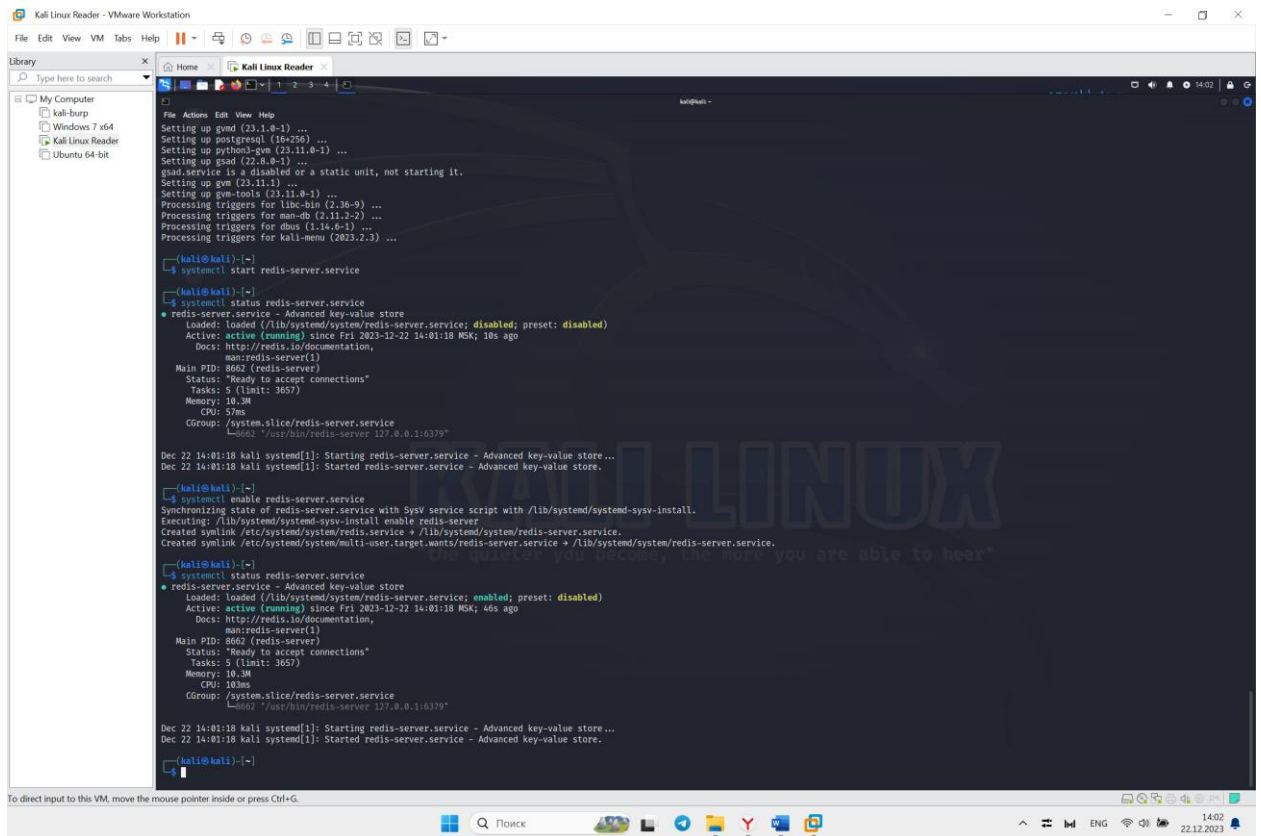 Kali Linux Reader - VMware Workstation
File Edit View VM Tabs Help
Library
Type here to search
My Computer
kali-burp
Windows 7 x64
Kali Linux Reader
Ubuntu 64-bit
Home
Kali Linux Reader
1 2 3 4
14:02
kali@kali: ~
File Actions Edit View Help
Setting up gvmd (23.1.0-1) ...
Setting up postgresql (16+256) ...
Setting up python3-gvm (23.11.0-1) ...
Setting up gsad (22.8.0-1) ...
gsad.service is a disabled or a static unit, not starting it.
Setting up gvm (23.11.1) ...
Setting up gvm-tools (23.11.0-1) ...
Processing triggers for libc-bin (2.36-9) ...
Processing triggers for man-db (2.11.2-2) ...
Processing triggers for dbus (1.14.6-1) ...
Processing triggers for kali-menu (2023.2.3) ...
┌──(kali㉿kali)-[~]
└─$ systemctl start redis-server.service
┌──(kali㉿kali)-[~]
└─$ systemctl status redis-server.service
● redis-server.service - Advanced key-value store
Loaded: loaded (/lib/systemd/system/redis-server.service; disabled; preset: disabled)
Active: active (running) since Fri 2023-12-22 14:01:18 MSK; 10s ago
Docs: http://redis.io/documentation,
man:redis-server(1)
Main PID: 8662 (redis-server)
Status: "Ready to accept connections"
Tasks: 5 (limit: 3657)
Memory: 10.3M
CPU: 57ms
CGroup: /system.slice/redis-server.service
└─8662 "/usr/bin/redis-server 127.0.0.1:6379"
Dec 22 14:01:18 kali systemd[1]: Starting redis-server.service - Advanced key-value store...
Dec 22 14:01:18 kali systemd[1]: Started redis-server.service - Advanced key-value store.
┌──(kali㉿kali)-[~]
└─$ systemctl enable redis-server.service
Synchronizing state of redis-server.service with SysV service script with /lib/systemd/systemd-sysv-install.
Executing: /lib/systemd/systemd-sysv-install enable redis-server
Created symlink /etc/systemd/system/redis.service → /lib/systemd/system/redis-server.service.
Created symlink /etc/systemd/system/multi-user.target.wants/redis-server.service → /lib/systemd/system/redis-server.service.
KALI LINUX
"the quieter you become, the more you are able to hear"
┌──(kali㉿kali)-[~]
└─$ systemctl status redis-server.service
● redis-server.service - Advanced key-value store
Loaded: loaded (/lib/systemd/system/redis-server.service; enabled; preset: disabled)
Active: active (running) since Fri 2023-12-22 14:01:18 MSK; 46s ago
Docs: http://redis.io/documentation,
man:redis-server(1)
Main PID: 8662 (redis-server)
Status: "Ready to accept connections"
Tasks: 5 (limit: 3657)
Memory: 10.3M
CPU: 103ms
CGroup: /system.slice/redis-server.service
└─8662 "/usr/bin/redis-server 127.0.0.1:6379"
Dec 22 14:01:18 kali systemd[1]: Starting redis-server.service - Advanced key-value store...
Dec 22 14:01:18 kali systemd[1]: Started redis-server.service - Advanced key-value store.
┌──(kali㉿kali)-[~]
└─$
To direct input to this VM, move the mouse pointer inside or press Ctrl+G.
Поиск
ENG
14:02
22.12.2023